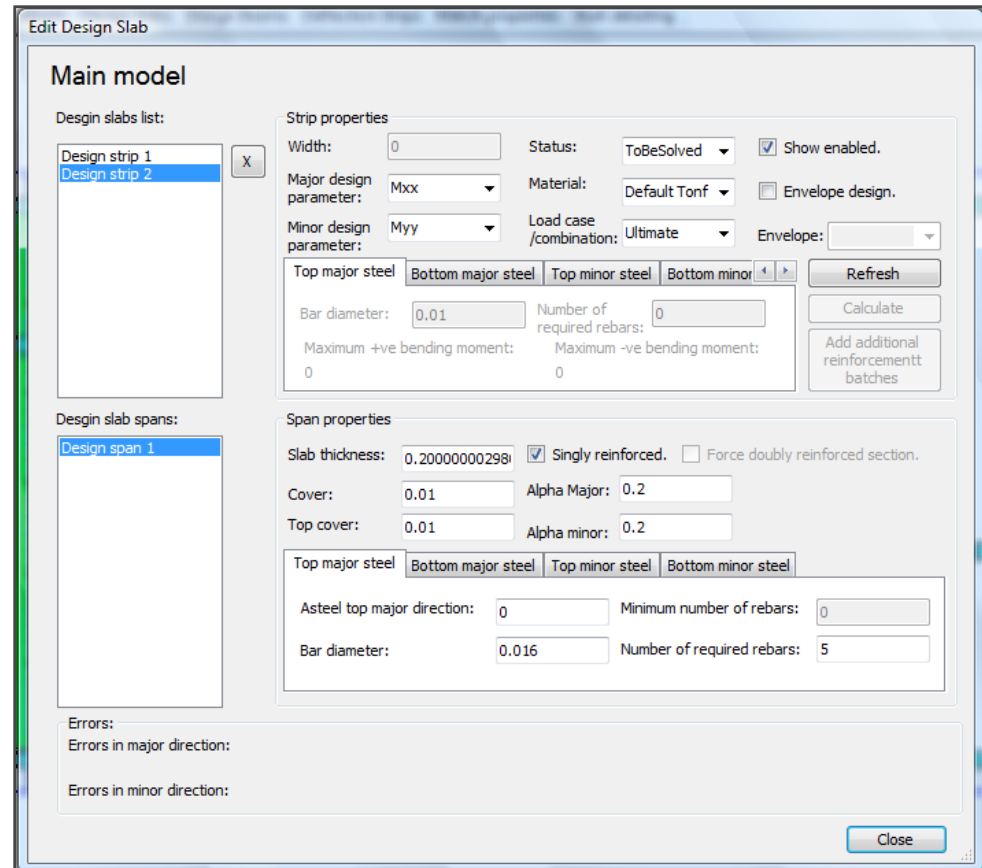 Edit Design Slab
Main model
Desgin slabs list:
Design strip 1
Design strip 2
X
Strip properties
Width: 0 Status: ToBeSolved Show enabled.
Major design
parameter: Mxx Material: Default Tonf Envelope design.
Minor design
parameter: Myy Load case
/combination: Ultimate Envelope:
Top major steel Bottom major steel Top minor steel Bottom minor
Refresh
Bar diameter: 0.01 Number of
required rebars: 0
Calculate
Maximum +ve bending moment: Maximum -ve bending moment:
0 0
Add additional
reinforcementt
batches
Desgin slab spans:
Design span 1
Span properties
Slab thickness: 0.2000000298 Singly reinforced. Force doubly reinforced section.
Cover: 0.01 Alpha Major: 0.2
Top cover: 0.01 Alpha minor: 0.2
Top major steel Bottom major steel Top minor steel Bottom minor steel
Asteel top major direction: 0 Minimum number of rebars: 0
Bar diameter: 0.016 Number of required rebars: 5
Errors:
Errors in major direction:
Errors in minor direction:
Close